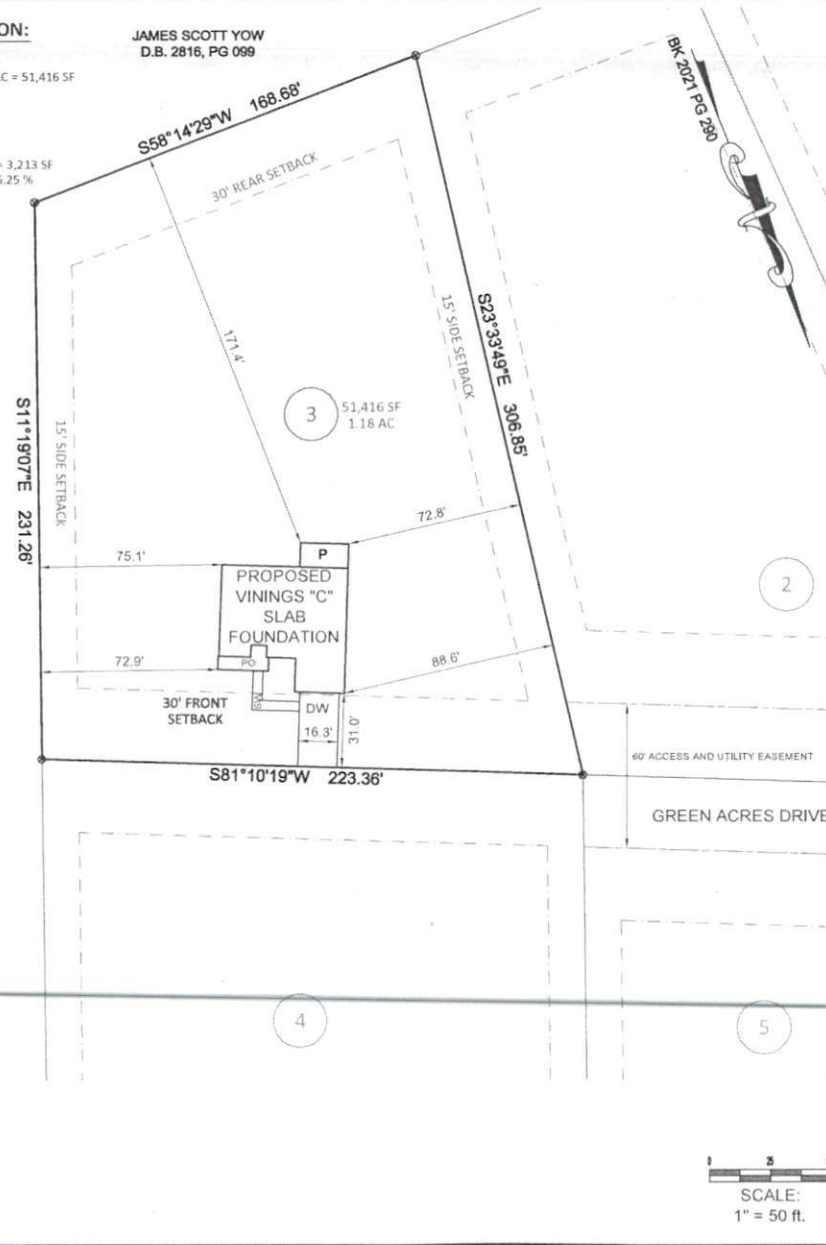 ON:
JAMES SCOTT YOW
D.B. 2816, PG 099
AC = 51,416 SF
= 3,213 SF
6.25 %
BK 2021 PG 290
S58°14'29"W 168.68'
30' REAR SETBACK
171.4'
15' SIDE SETBACK
S23°33'49"E 306.85'
3
51,416 SF
1.18 AC
S11°19'07"E 231.26'
15' SIDE SETBACK
72.8'
75.1'
P
PROPOSED
VININGS "C"
SLAB
FOUNDATION
2
72.9'
PO
88.6'
30' FRONT
SETBACK
SW
DW
16.3'
31.0'
S81°10'19"W 223.36'
60' ACCESS AND UTILITY EASEMENT
GREEN ACRES DRIVE
4
5
0 25
SCALE:
1" = 50 ft.